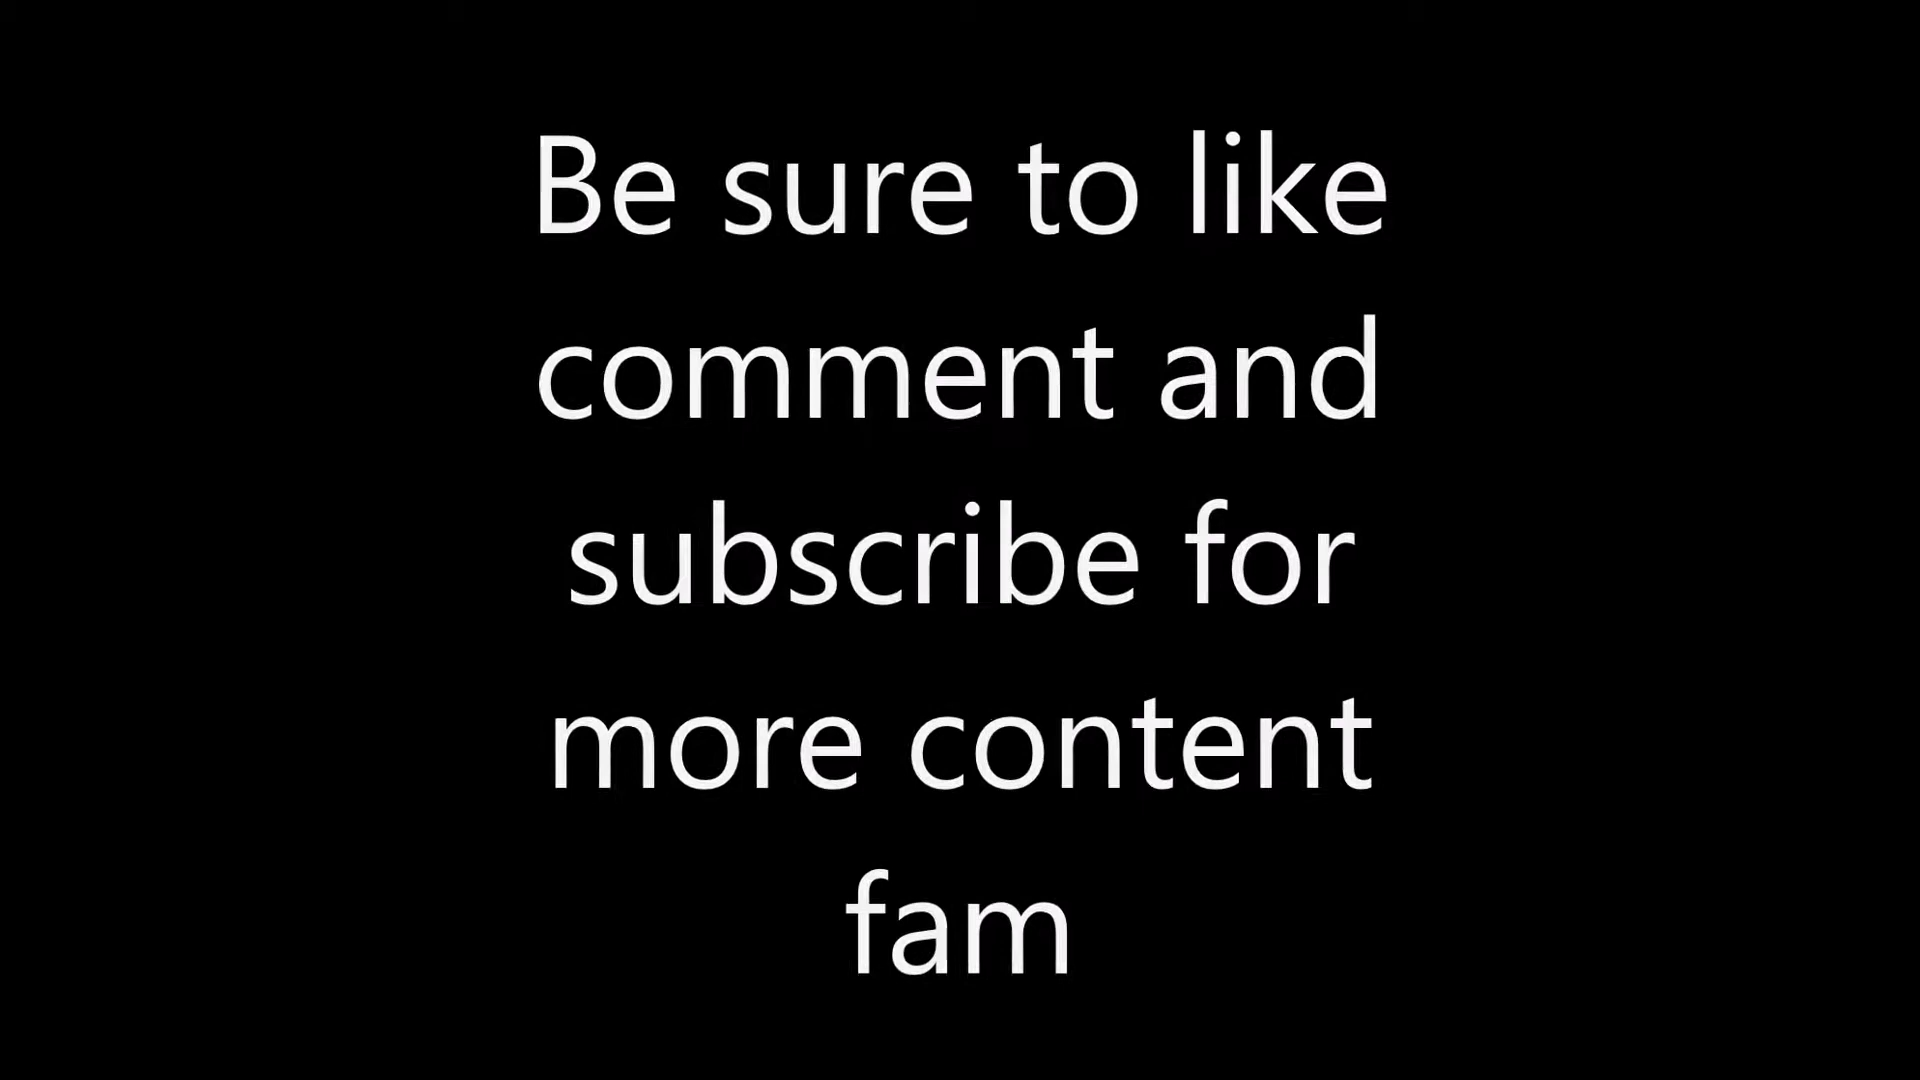 Be sure to like
comment and
subscribe for
more content
fam